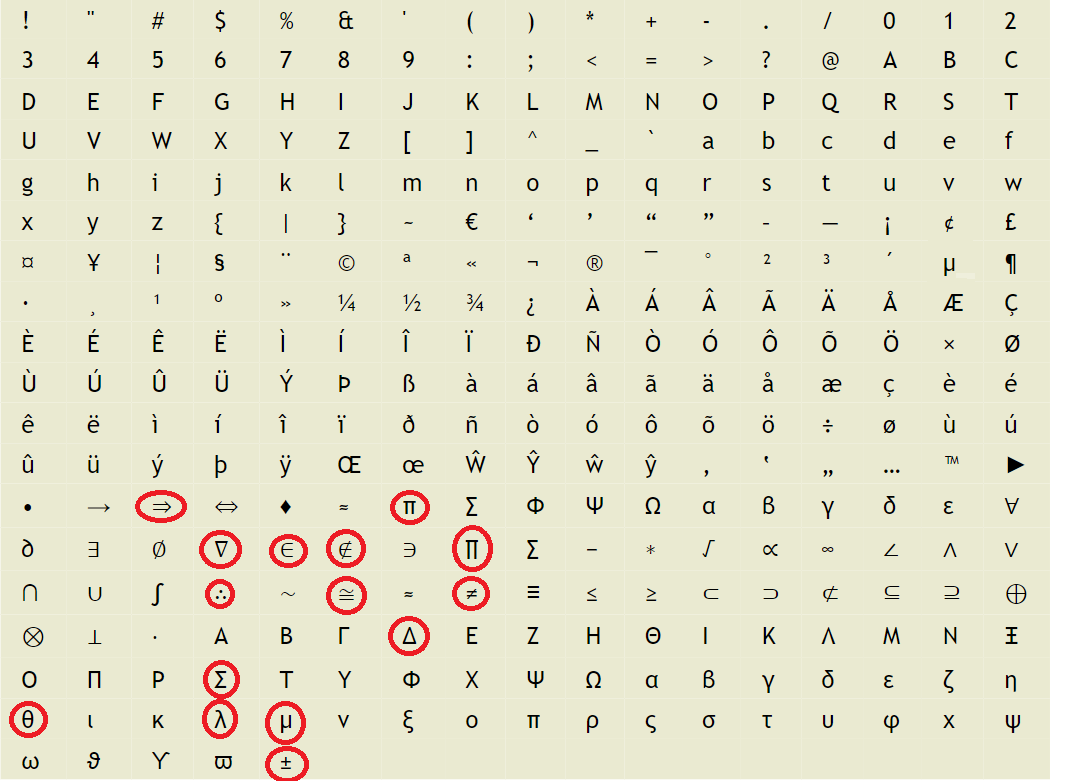 ! " # $ % & ' ( ) * + - . / 0 1 2
3 4 5 6 7 8 9 : ; < = > ? @ A B C
D E F G H I J K L M N O P Q R S T
U V W X Y Z [ ] ^ _ ` a b c d e f
g h i j k l m n o p q r s t u v w
x y z { | } ~ € ‘ ’ “ ” - — ¡ ¢ £
¤ ¥ ¦ § ¨ © ª « ¬ ® ¯ ° ² ³ ´ µ ¶
· ¸ ¹ º » ¼ ½ ¾ ¿ À Á Â Ã Ä Å Æ Ç
È É Ê Ë Ì Í Î Ï Ð Ñ Ò Ó Ô Õ Ö × Ø
Ù Ú Û Ü Ý Þ ß à á â ã ä å æ ç è é
ê ë ì í î ï ð ñ ò ó ô õ ö ÷ ø ù ú
û ü ý þ ÿ Œ œ Ŵ Ŷ ŵ ŷ ‚ ‛ „ … ™ ►
• → ⇒ ⇔ ♦ ≈ π Σ Φ Ψ Ω α β γ δ ε ∀
∂ ∃ ∅ ∇ ∈ ∉ ∋ ∏ ∑ − ∗ √ ∝ ∞ ∠ ∧ ∨
∩ ∪ ∫ ∴ ∼ ≅ ≈ ≠ ≡ ≤ ≥ ⊂ ⊃ ⊄ ⊆ ⊇ ⊕
⊗ ⊥ ⋅ Α Β Γ Δ Ε Ζ Η Θ Ι Κ Λ Μ Ν Ξ
Ο Π Ρ Σ Τ Υ Φ Χ Ψ Ω α β γ δ ε ζ η
θ ι κ λ μ ν ξ ο π ρ ς σ τ υ φ χ ψ
ω ϑ ϒ ϖ ±